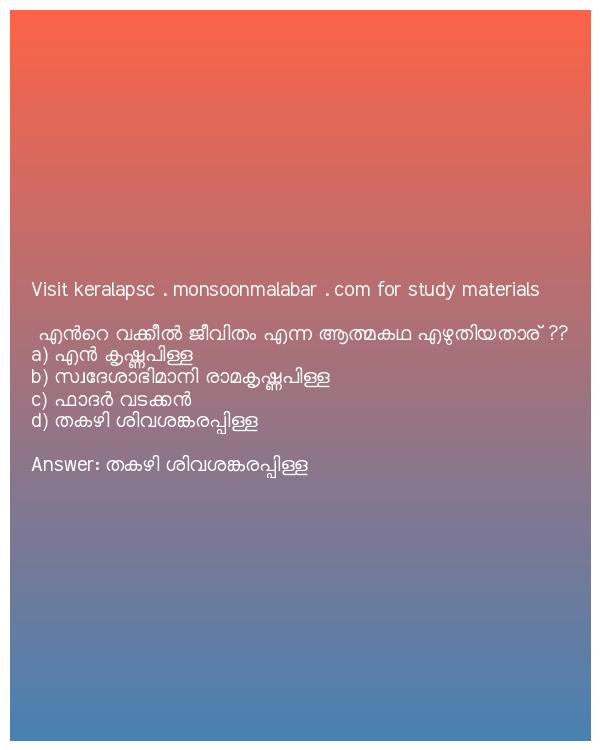 Visit keralapsc . monsoonmalabar . com for study materials
എൻറെ വക്കീൽ ജീവിതം എന്ന ആത്മകഥ എഴുതിയതാര് ??
a) എൻ കൃഷ്ണപിള്ള
b) സ്വദേശാഭിമാനി രാമകൃഷ്ണപിള്ള
c) ഫാദർ വടക്കൻ
d) തകഴി ശിവശങ്കരപ്പിള്ള
Answer: തകഴി ശിവശങ്കരപ്പിള്ള